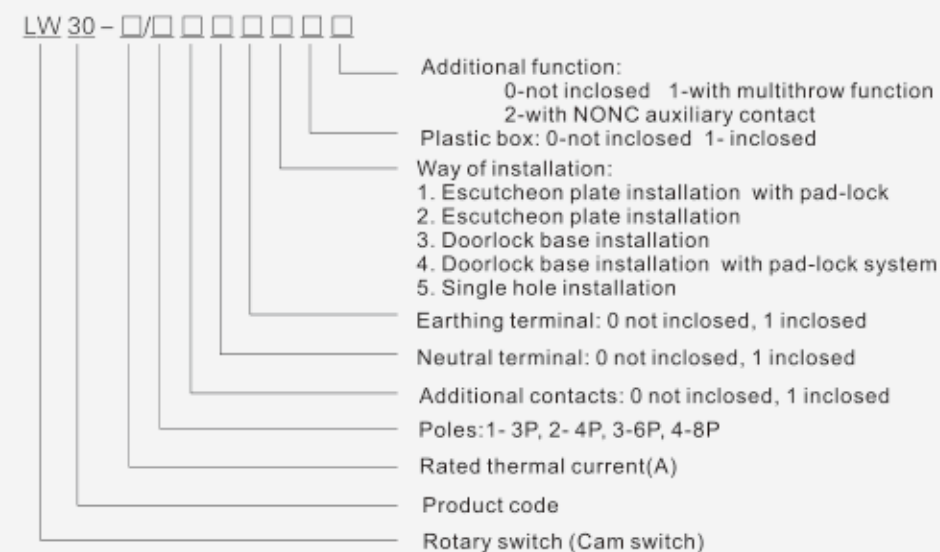 LW 30 – □/□ □ □ □ □ □ □
Additional function:
0-not inclosed 1-with multithrow function
2-with NONC auxiliary contact
Plastic box: 0-not inclosed 1- inclosed
Way of installation:
1. Escutcheon plate installation with pad-lock
2. Escutcheon plate installation
3. Doorlock base installation
4. Doorlock base installation with pad-lock system
5. Single hole installation
Earthing terminal: 0 not inclosed, 1 inclosed
Neutral terminal: 0 not inclosed, 1 inclosed
Additional contacts: 0 not inclosed, 1 inclosed
Poles:1- 3P, 2- 4P, 3-6P, 4-8P
Rated thermal current(A)
Product code
Rotary switch (Cam switch)